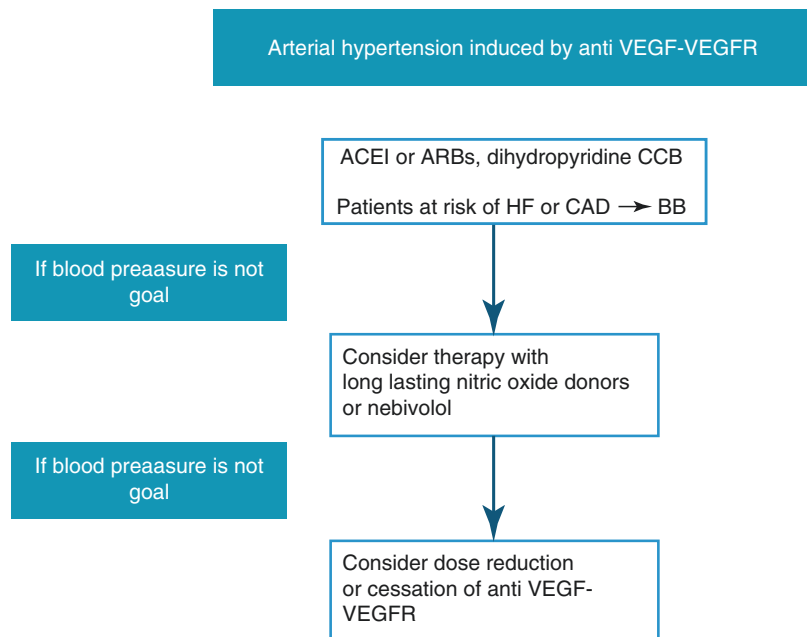 Arterial hypertension induced by anti VEGF-VEGFR
ACEI or ARBs, dihydropyridine CCB
Patients at risk of HF or CAD → BB
If blood preaasure is not
goal
Consider therapy with
long lasting nitric oxide donors
or nebivolol
If blood preaasure is not
goal
Consider dose reduction
or cessation of anti VEGF-
VEGFR